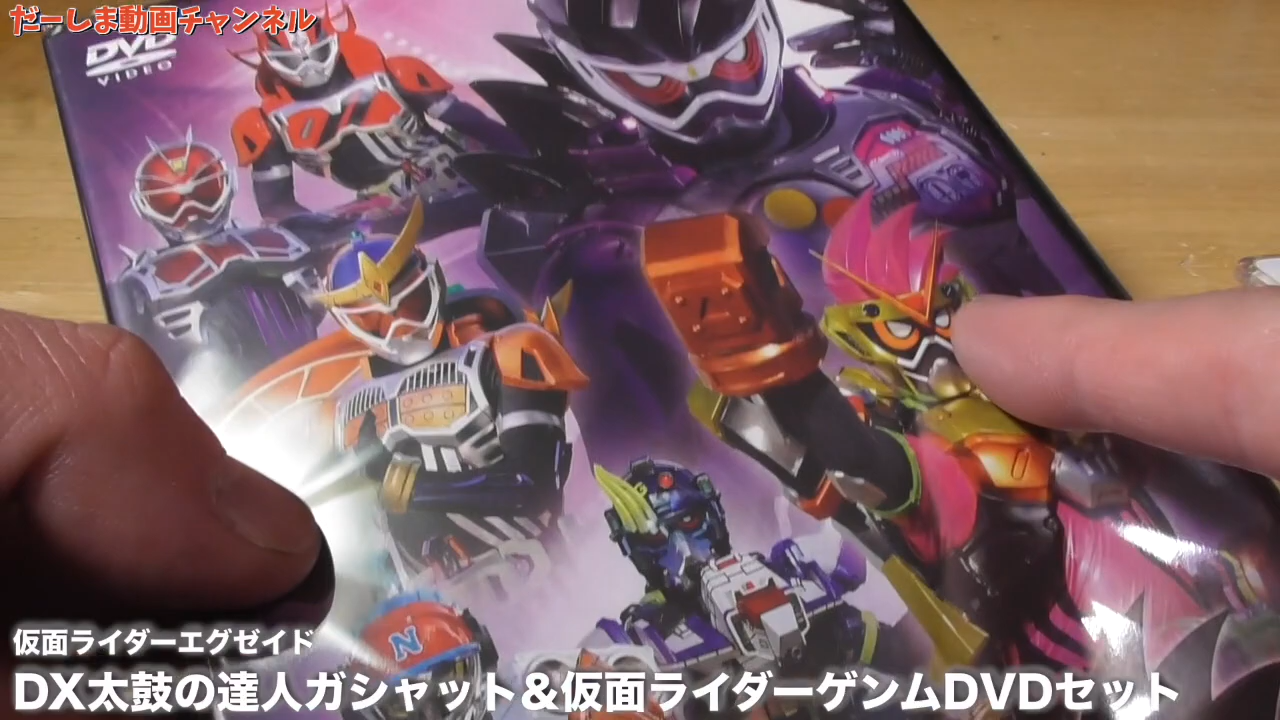 だーしま動画チャンネル
DVD
VIDEO
N
仮面ライダーエグゼイド
DX太鼓の達人ガシャット&仮面ライダーゲンムDVDセット